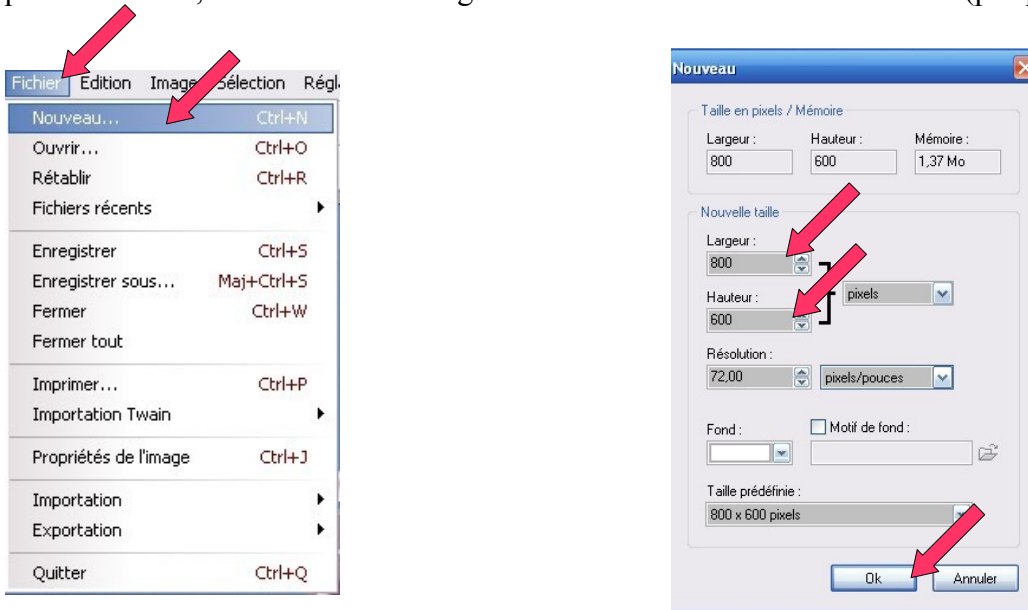 Fichier Edition Image Sélection Régl
Nouveau... Ctrl+N
Ouvrir... Ctrl+O
Rétablir Ctrl+R
Fichiers récents
Enregistrer Ctrl+S
Enregistrer sous... Maj+Ctrl+S
Fermer Ctrl+W
Fermer tout
Imprimer... Ctrl+P
Importation Twain
Propriétés de l'image Ctrl+J
Importation
Exportation
Quitter Ctrl+Q
Nouveau
Taille en pixels / Mémoire
Largeur : Hauteur : Mémoire :
800 600 1,37 Mo
Nouvelle taille
Largeur :
800
Hauteur : pixels
600
Résolution :
72,00 pixels/pouces
Fond : Motif de fond :
Taille prédéfinie :
800 x 600 pixels
Ok Annuler